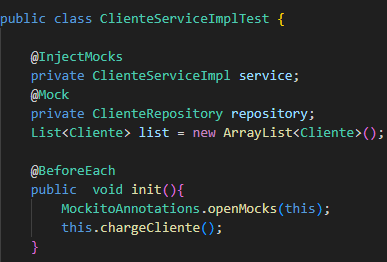 public class ClienteServiceImplTest {
@InjectMocks
private ClienteServiceImpl service;
@Mock
private ClienteRepository repository;
List<Cliente> list = new ArrayList<Cliente>();
@BeforeEach
public  void init(){
MockitoAnnotations.openMocks(this);
this.chargeCliente();
}